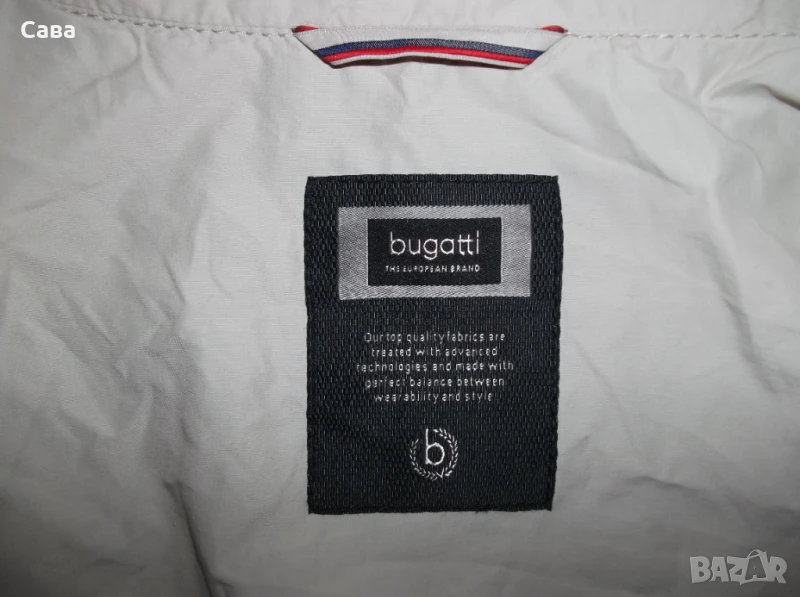 Сава
bugatti
THE EUROPEAN BRAND
Our top quality fabrics are
treated with advanced
technologies and made with
perfect balance between
wearability and style
b
BAZAR